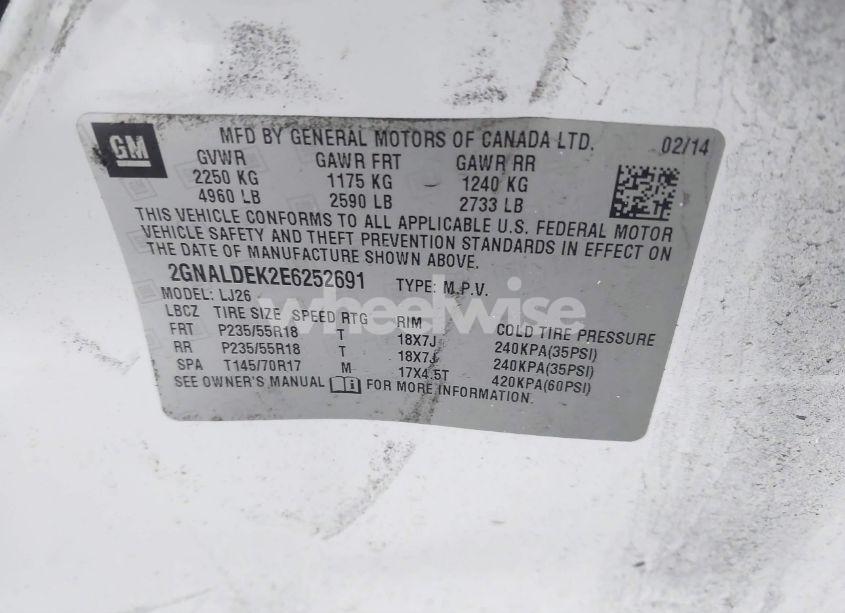 GM
MFD BY GENERAL MOTORS OF CANADA LTD. 02/14
GVWR GAWR FRT GAWR RR
2250 KG 1175 KG 1240 KG
4960 LB 2590 LB 2733 LB
THIS VEHICLE CONFORMS TO ALL APPLICABLE U.S. FEDERAL MOTOR
VEHICLE SAFETY AND THEFT PREVENTION STANDARDS IN EFFECT ON
THE DATE OF MANUFACTURE SHOWN ABOVE.
2GNALDEK2E6252691 TYPE: M.P.V.
MODEL: LJ26
wheelwise
LBCZ TIRE SIZE SPEED RTG RIM COLD TIRE PRESSURE
FRT P235/55R18 T 18X7J 240KPA(35PSI)
RR P235/55R18 T 18X7J 240KPA(35PSI)
SPA T145/70R17 M 17X4.5T 420KPA(60PSI)
SEE OWNER'S MANUAL i FOR MORE INFORMATION.